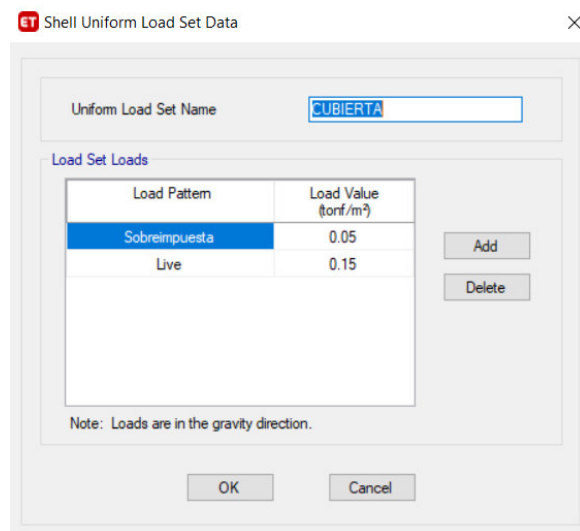 ET Shell Uniform Load Set Data
Uniform Load Set Name CUBIERTA
Load Set Loads
Load Pattern Load Value
(tonf/m²)
Sobreimpuesta 0.05
Add
Live 0.15
Delete
Note: Loads are in the gravity direction.
OK Cancel